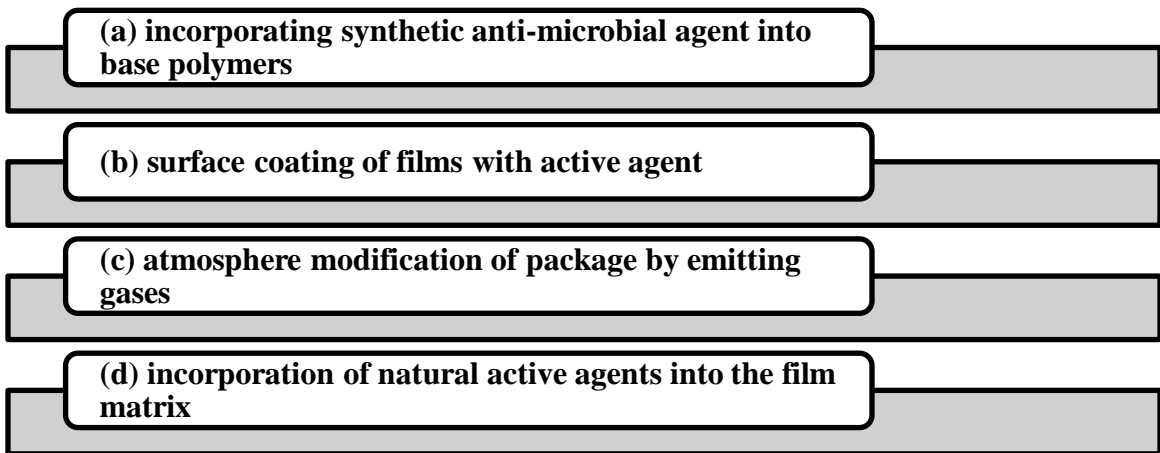 (a) incorporating synthetic anti-microbial agent into
base polymers
(b) surface coating of films with active agent
(c) atmosphere modification of package by emitting
gases
(d) incorporation of natural active agents into the film
matrix